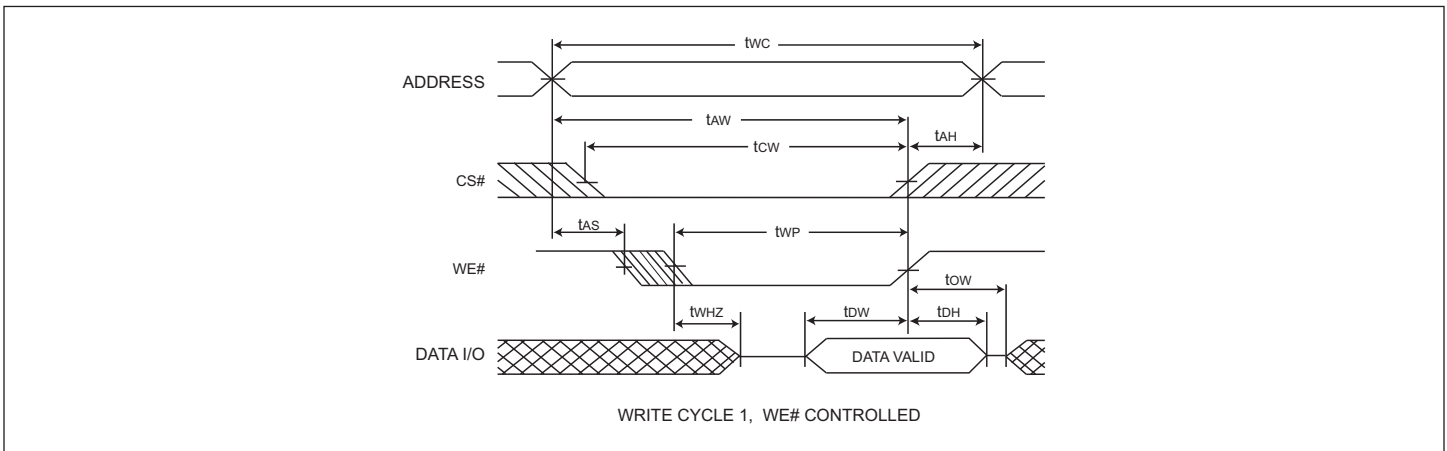 tWC
ADDRESS
tAW
tCW
tAH
CS#
tAS
tWP
WE#
tOW
tWHZ
tDW
tDH
DATA I/O
DATA VALID
WRITE CYCLE 1, WE# CONTROLLED